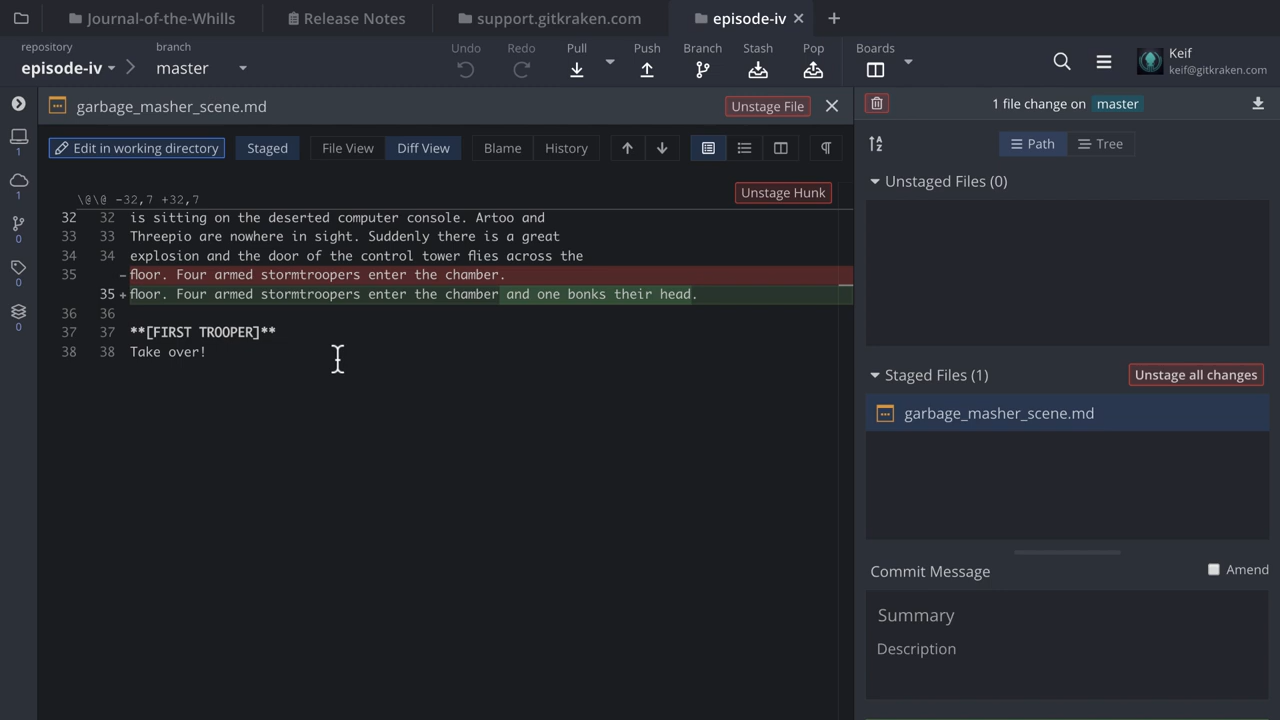 Journal-of-the-Whills
Release Notes
support.gitkraken.com
episode-iv
repository
episode-iv
branch
master
Undo
Redo
Pull
Push
Branch
Stash
Pop
Boards
Keif
keif@gitkraken.com
1
1
0
0
0
garbage_masher_scene.md
Unstage File
Edit in working directory
Staged
File View
Diff View
Blame
History
Unstage Hunk
\@\@ -32,7 +32,7
32 32 is sitting on the deserted computer console. Artoo and
33 33 Threepio are nowhere in sight. Suddenly there is a great
34 34 explosion and the door of the control tower flies across the
35 -floor. Four armed stormtroopers enter the chamber.
35 +floor. Four armed stormtroopers enter the chamber and one bonks their head.
36 36
37 37 **[FIRST TROOPER]**
38 38 Take over!
1 file change on master
Path
Tree
Unstaged Files (0)
Staged Files (1)
Unstage all changes
garbage_masher_scene.md
Commit Message
Amend
Summary
Description